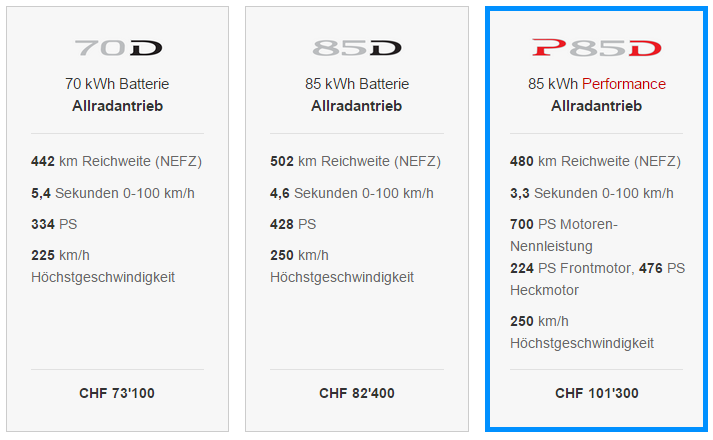 70D
70 kWh Batterie
Allradantrieb
442 km Reichweite (NEFZ)
5,4 Sekunden 0-100 km/h
334 PS
225 km/h
Höchstgeschwindigkeit
CHF 73'100
85D
85 kWh Batterie
Allradantrieb
502 km Reichweite (NEFZ)
4,6 Sekunden 0-100 km/h
428 PS
250 km/h
Höchstgeschwindigkeit
CHF 82'400
P85D
85 kWh Performance
Allradantrieb
480 km Reichweite (NEFZ)
3,3 Sekunden 0-100 km/h
700 PS Motoren-
Nennleistung
224 PS Frontmotor, 476 PS
Heckmotor
250 km/h
Höchstgeschwindigkeit
CHF 101'300